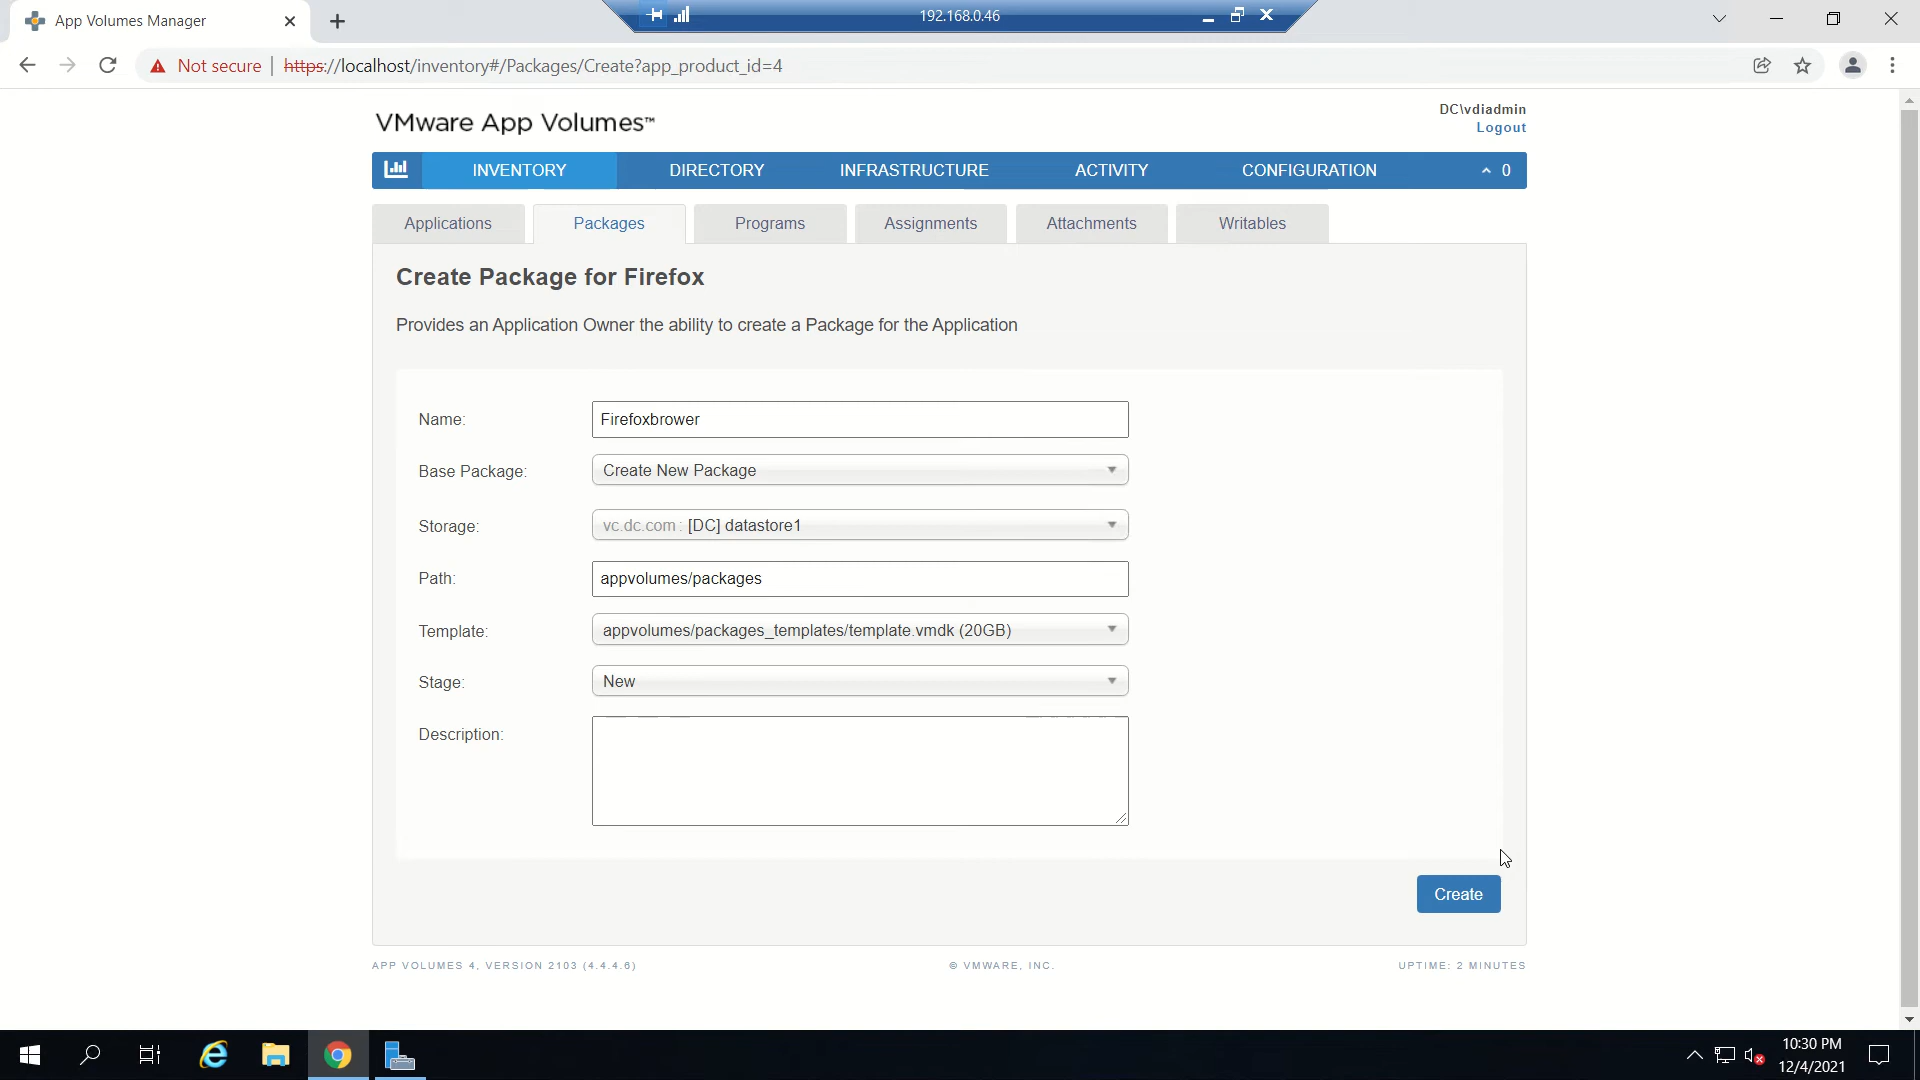 App Volumes Manager
192.168.0.46
Not secure
https://localhost/inventory#/Packages/Create?app_product_id=4
VMware App Volumes™
DC\vdiadmin
Logout
INVENTORY
DIRECTORY
INFRASTRUCTURE
ACTIVITY
CONFIGURATION
0
Applications
Packages
Programs
Assignments
Attachments
Writables
Create Package for Firefox
Provides an Application Owner the ability to create a Package for the Application
Name:
Firefoxbrower
Base Package:
Create New Package
Storage:
vc.dc.com : [DC] datastore1
Path:
appvolumes/packages
Template:
appvolumes/packages_templates/template.vmdk (20GB)
Stage:
New
Description:
Create
APP VOLUMES 4, VERSION 2103 (4.4.4.6)
© VMWARE, INC.
UPTIME: 2 MINUTES
10:30 PM
12/4/2021